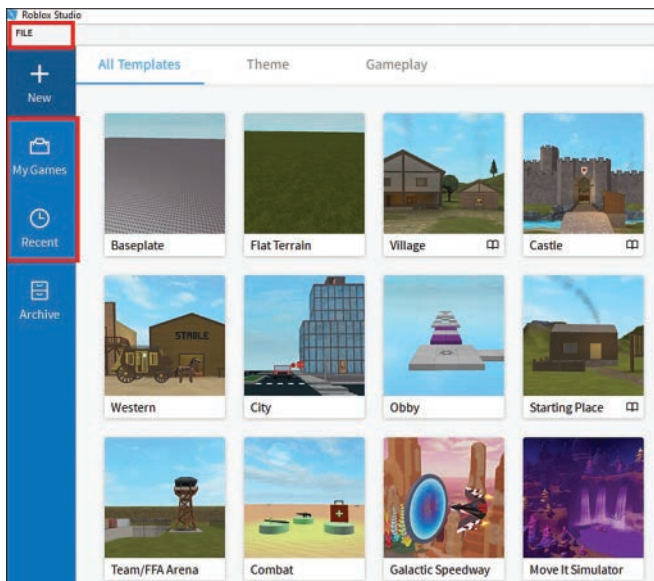 Roblox Studio
FILE
New
My Games
Recent
Archive
All Templates Theme Gameplay
Baseplate Flat Terrain Village Castle
STABLE
Western City Obby Starting Place
Team/FFA Arena Combat Galactic Speedway Move It Simulator